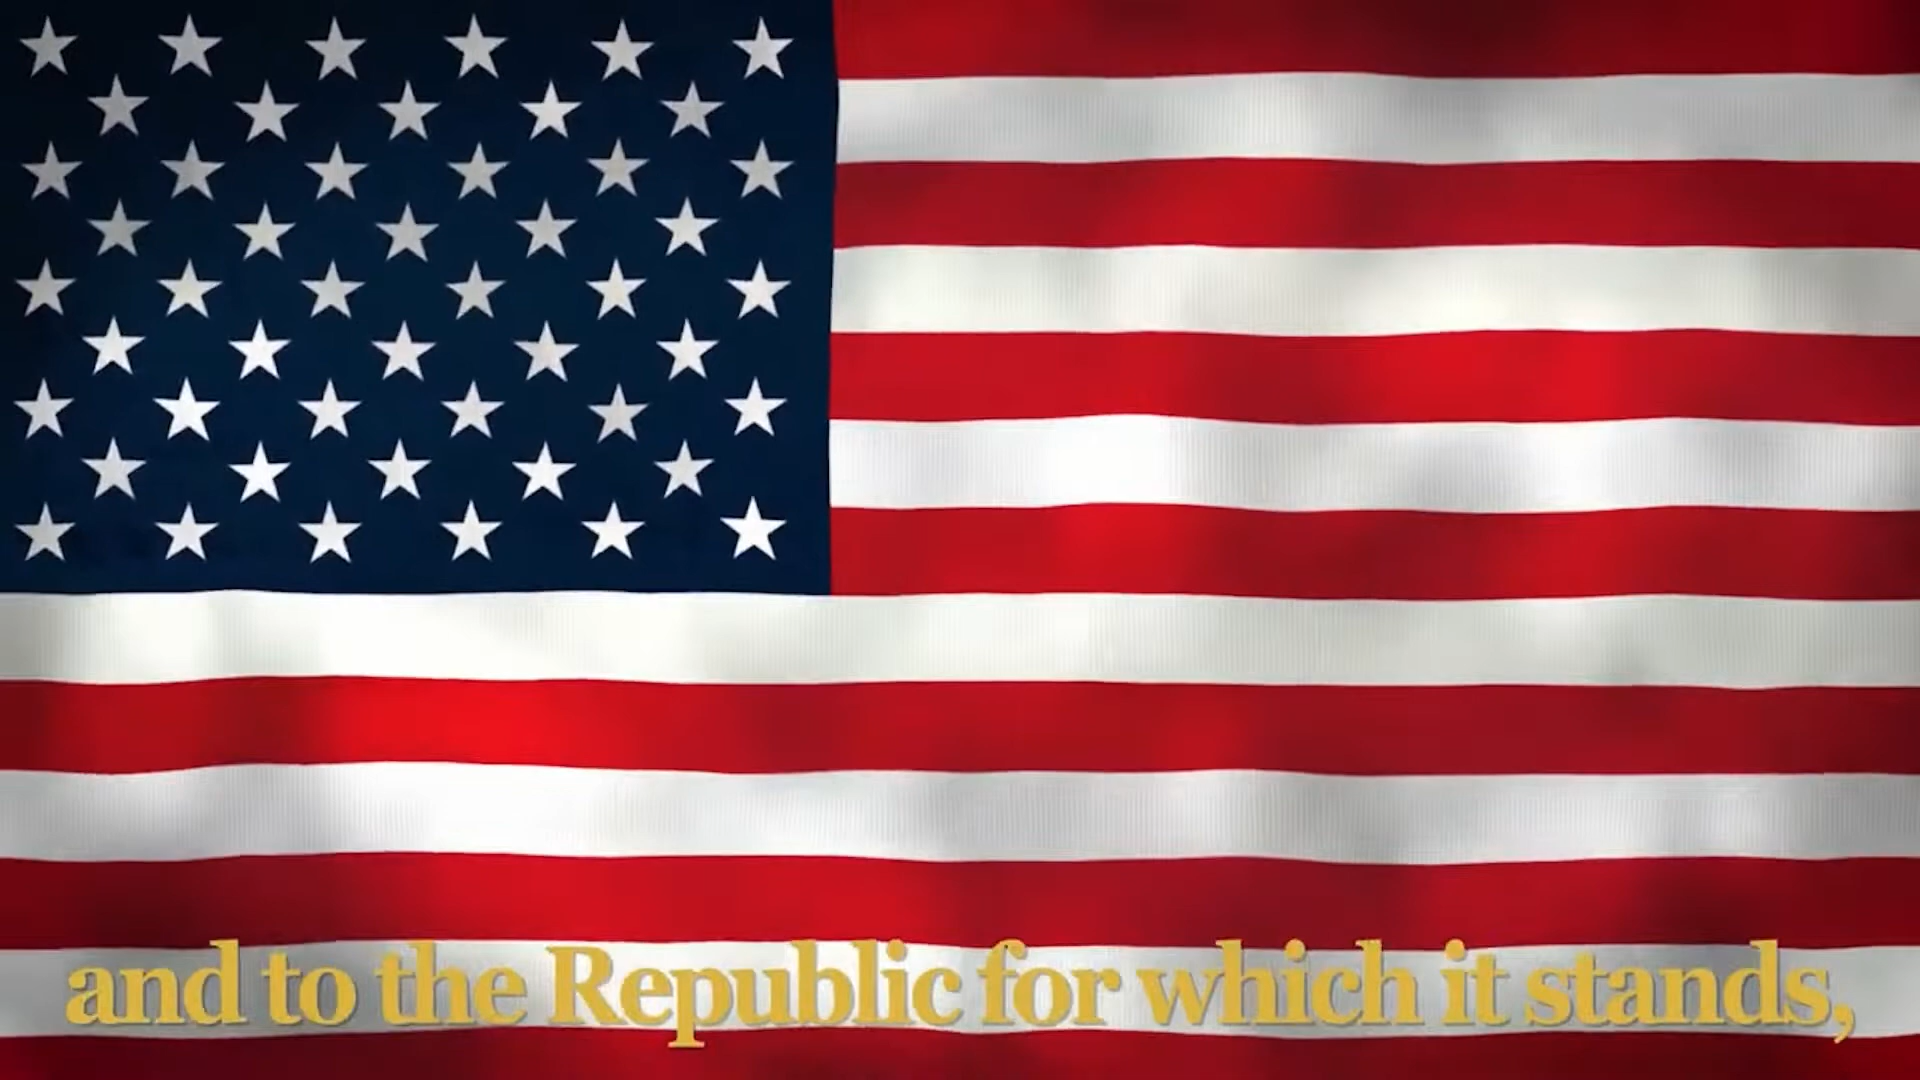 and to the Republic for which it stands,